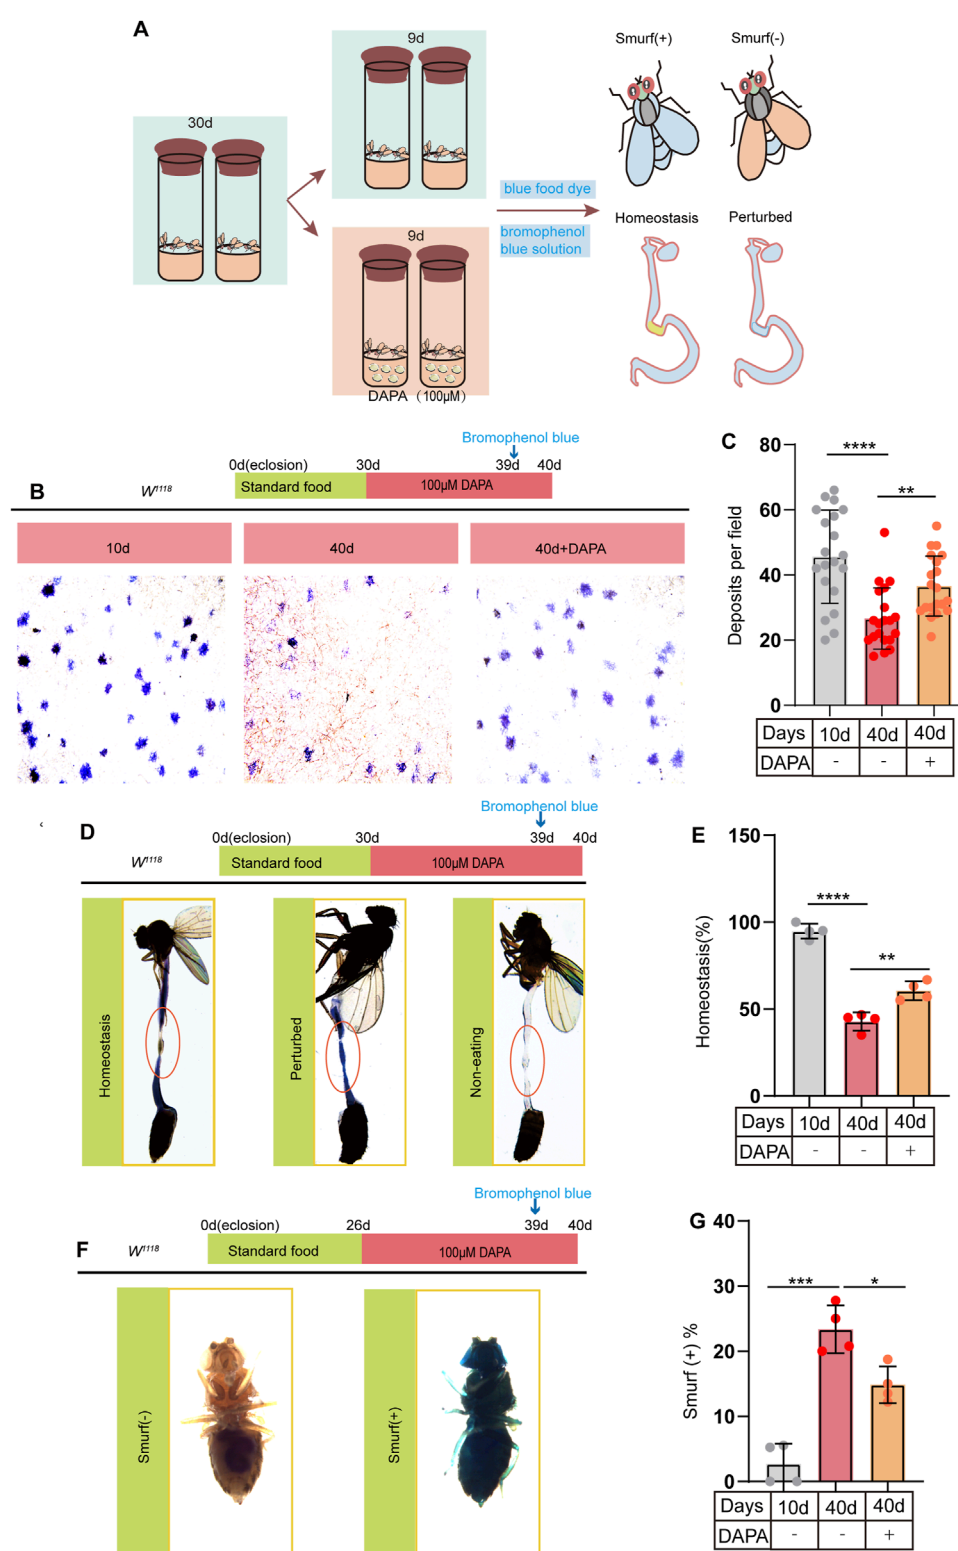 A
30d
9d
9d
DAPA（100μM）
blue food dye
bromophenol
blue solution
Smurf(+)
Smurf(-)
Homeostasis
Perturbed
B
W1118
Bromophenol blue
0d(eclosion)
30d
39d
40d
Standard food
100μM DAPA
10d
40d
40d+DAPA
C
Deposits per field
80
60
40
20
0
****
**
Days 10d 40d 40d
DAPA - - +
D
W1118
Bromophenol blue
0d(eclosion)
30d
39d
40d
Standard food
100μM DAPA
Homeostasis
Perturbed
Non-eating
E
Homeostasis(%)
150
100
50
0
****
**
Days 10d 40d 40d
DAPA - - +
F
W1118
Bromophenol blue
0d(eclosion)
26d
39d
40d
Standard food
100μM DAPA
Smurf(-)
Smurf(+)
G
Smurf (+) %
40
30
20
10
0
***
*
Days 10d 40d 40d
DAPA - - +